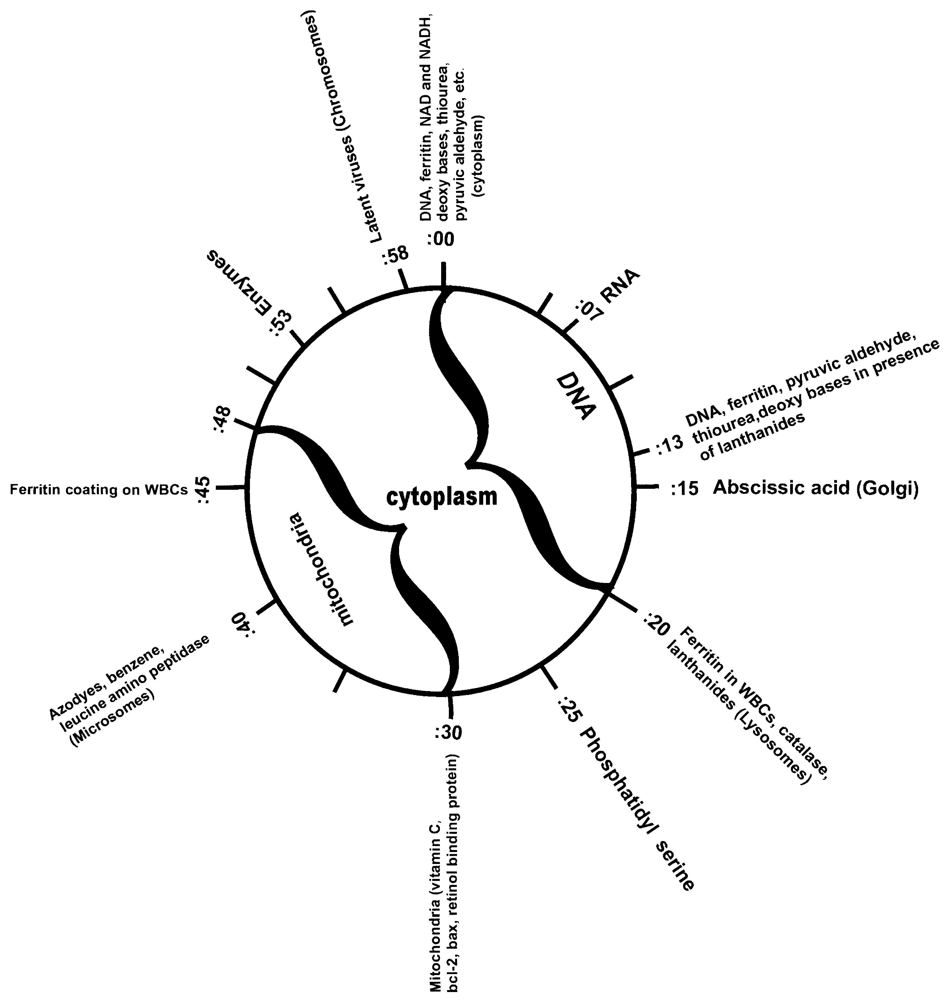 :00
DNA, ferritin, NAD and NADH,
deoxy bases, thiourea,
pyruvic aldehyde, etc.
(cytoplasm)
:07 RNA
:13
DNA, ferritin, pyruvic aldehyde,
thiourea,deoxy bases in presence
of lanthanides
:15 Abscissic acid (Golgi)
:20
Ferritin in WBCs, catalase,
lanthanides (Lysosomes)
:25 Phosphatidyl serine
:30
Mitochondria (vitamin C,
bcl-2, bax, retinol binding protein)
:40
Azodyes, benzene,
leucine amino peptidase
(Microsomes)
Ferritin coating on WBCs :45
:48
:53 Enzymes
:58 Latent viruses (Chromosomes)
DNA
cytoplasm
mitochondria